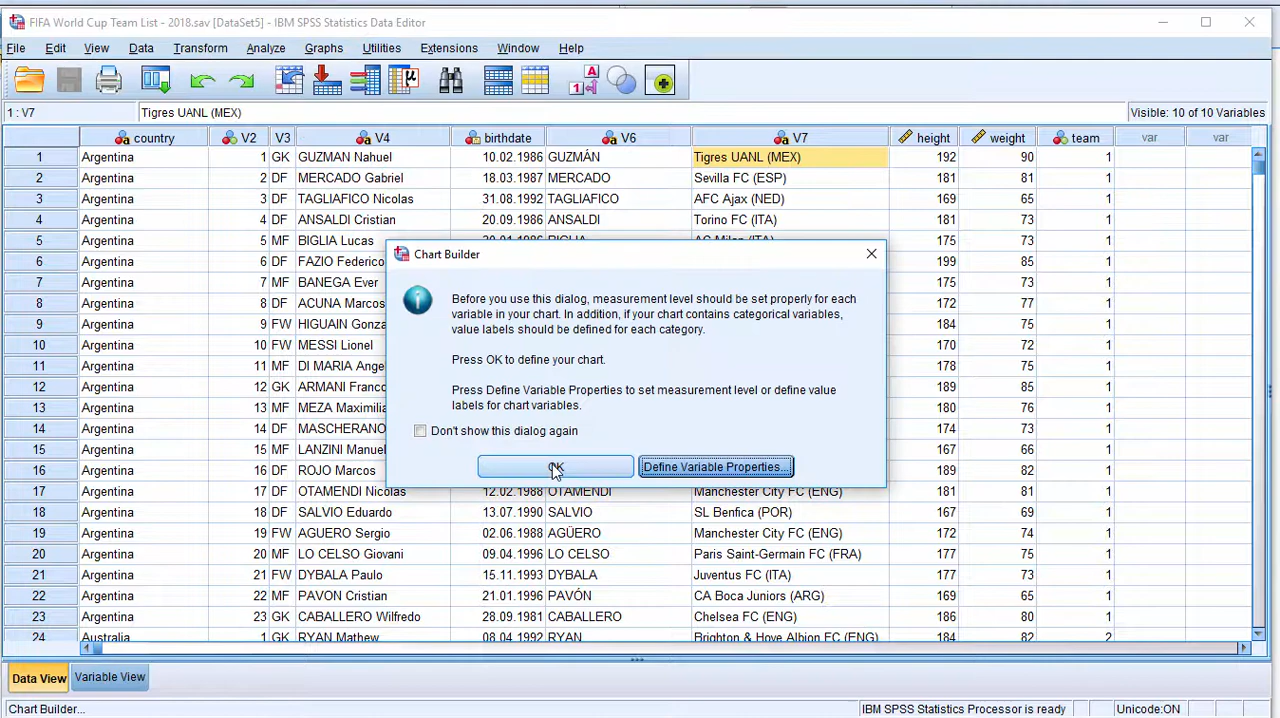 FIFA World Cup Team List - 2018.sav [DataSet5] - IBM SPSS Statistics Data Editor
File Edit View Data Transform Analyze Graphs Utilities Extensions Window Help
1 : V7 Tigres UANL (MEX) Visible: 10 of 10 Variables
country V2 V3 V4 birthdate V6 V7 height weight team var var
1 Argentina 1 GK GUZMAN Nahuel 10.02.1986 GUZMÁN Tigres UANL (MEX) 192 90 1
2 Argentina 2 DF MERCADO Gabriel 18.03.1987 MERCADO Sevilla FC (ESP) 181 81 1
3 Argentina 3 DF TAGLIAFICO Nicolas 31.08.1992 TAGLIAFICO AFC Ajax (NED) 169 65 1
4 Argentina 4 DF ANSALDI Cristian 20.09.1986 ANSALDI Torino FC (ITA) 181 73 1
5 Argentina 5 MF BIGLIA Lucas 175 73 1
6 Argentina 6 DF FAZIO Federico 199 85 1
7 Argentina 7 MF BANEGA Ever 175 73 1
8 Argentina 8 DF ACUNA Marcos 172 77 1
9 Argentina 9 FW HIGUAIN Gonza 184 75 1
10 Argentina 10 FW MESSI Lionel 170 72 1
11 Argentina 11 MF DI MARIA Ange 178 75 1
12 Argentina 12 GK ARMANI Franco 189 85 1
13 Argentina 13 MF MEZA Maximilia 180 76 1
14 Argentina 14 DF MASCHERANO 174 73 1
15 Argentina 15 MF LANZINI Manuel 167 66 1
16 Argentina 16 DF ROJO Marcos 189 82 1
17 Argentina 17 DF OTAMENDI Nicolas 12.02.1988 OTAMENDI Manchester City FC (ENG) 181 81 1
18 Argentina 18 DF SALVIO Eduardo 13.07.1990 SALVIO SL Benfica (POR) 167 69 1
19 Argentina 19 FW AGUERO Sergio 02.06.1988 AGÜERO Manchester City FC (ENG) 172 74 1
20 Argentina 20 MF LO CELSO Giovani 09.04.1996 LO CELSO Paris Saint-Germain FC (FRA) 177 75 1
21 Argentina 21 FW DYBALA Paulo 15.11.1993 DYBALA Juventus FC (ITA) 177 73 1
22 Argentina 22 MF PAVON Cristian 21.01.1996 PAVÓN CA Boca Juniors (ARG) 169 65 1
23 Argentina 23 GK CABALLERO Wilfredo 28.09.1981 CABALLERO Chelsea FC (ENG) 186 80 1
24 Australia 1 GK RYAN Mathew 08.04.1992 RYAN Brighton & Hove Albion FC (ENG) 184 2
Chart Builder
Before you use this dialog, measurement level should be set properly for each
variable in your chart. In addition, if your chart contains categorical variables,
value labels should be defined for each category.
Press OK to define your chart.
Press Define Variable Properties to set measurement level or define value
labels for chart variables.
Don't show this dialog again
OK Define Variable Properties...
Data View Variable View
Chart Builder... IBM SPSS Statistics Processor is ready Unicode:ON